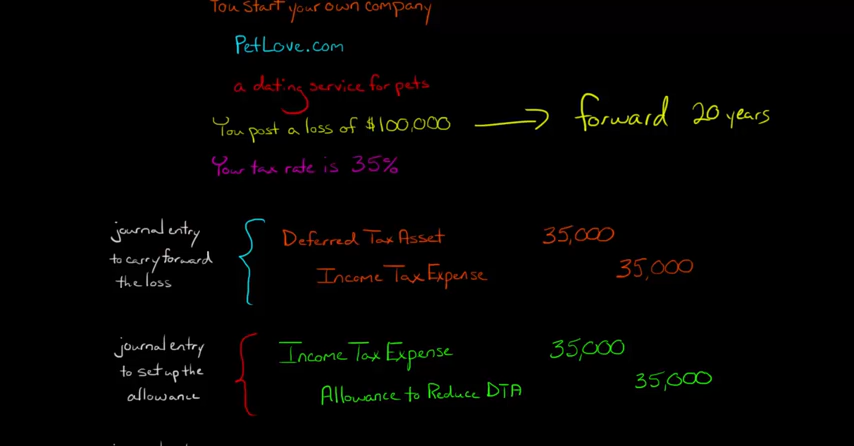 You start your own company
PetLove.com
a dating service for pets
You post a loss of $100,000 forward 20 years
Your tax rate is 35%
journal entry
to carry forward
the loss
Deferred Tax Asset 35,000
Income Tax Expense 35,000
journal entry
to set up the
allowance
Income Tax Expense 35,000
Allowance to Reduce DTA 35,000